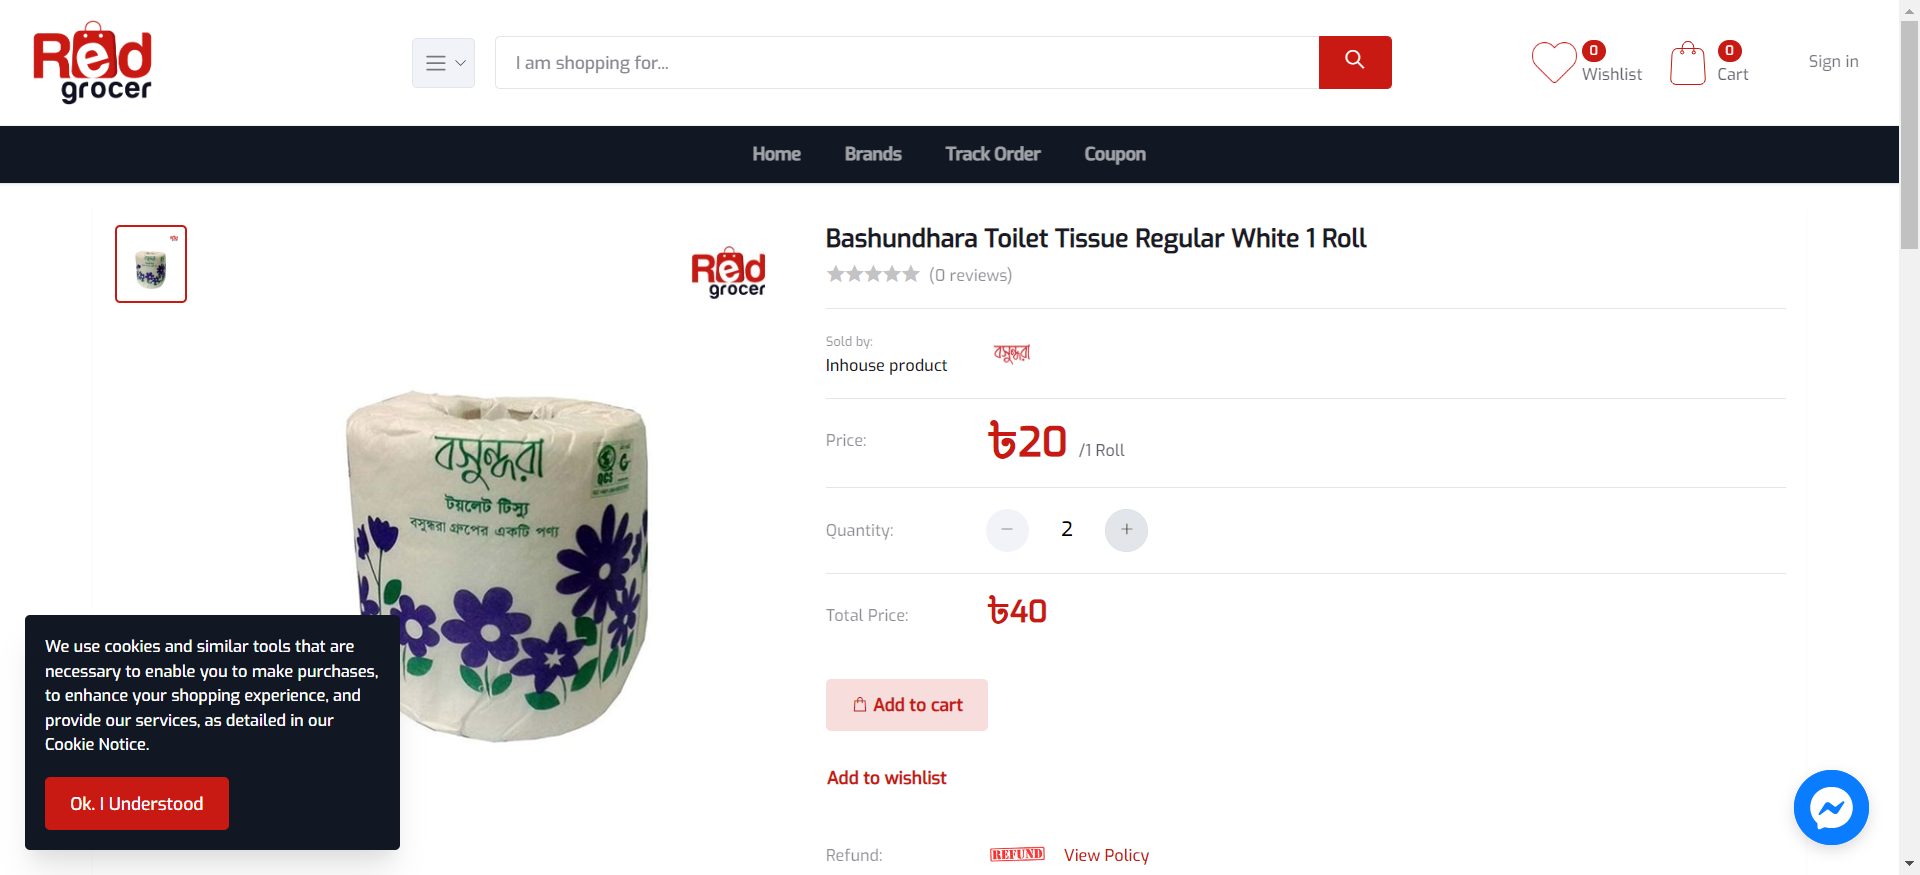 Red
grocer
I am shopping for...
0
Wishlist
0
Cart
Sign in
Home
Brands
Track Order
Coupon
Red
grocer
বসুন্ধরা
টয়লেট টিস্যু
বসুন্ধরা গ্রুপের একটি পণ্য
QCS
Bashundhara Toilet Tissue Regular White 1 Roll
(0 reviews)
Sold by:
Inhouse product
বসুন্ধরা
Price:
৳20 /1 Roll
Quantity:
− 2 +
Total Price:
৳40
Add to cart
Add to wishlist
Refund:
REFUND
View Policy
We use cookies and similar tools that are
necessary to enable you to make purchases,
to enhance your shopping experience, and
provide our services, as detailed in our
Cookie Notice.
Ok. I Understood